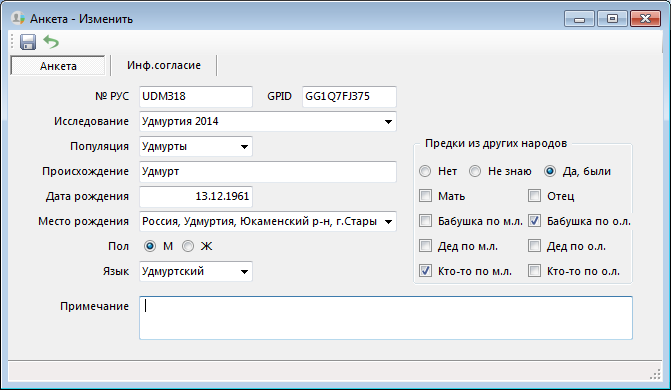 Анкета - Изменить
Анкета
Инф.согласие
№ РУС UDM318 GPID GG1Q7FJ375
Исследование Удмуртия 2014
Популяция Удмурты
Происхождение Удмурт
Дата рождения 13.12.1961
Место рождения Россия, Удмуртия, Юкаменский р-н, г.Стары
Пол М Ж
Язык Удмуртский
Предки из других народов
Нет Не знаю Да, были
Мать Отец
Бабушка по м.л. Бабушка по о.л.
Дед по м.л. Дед по о.л.
Кто-то по м.л. Кто-то по о.л.
Примечание